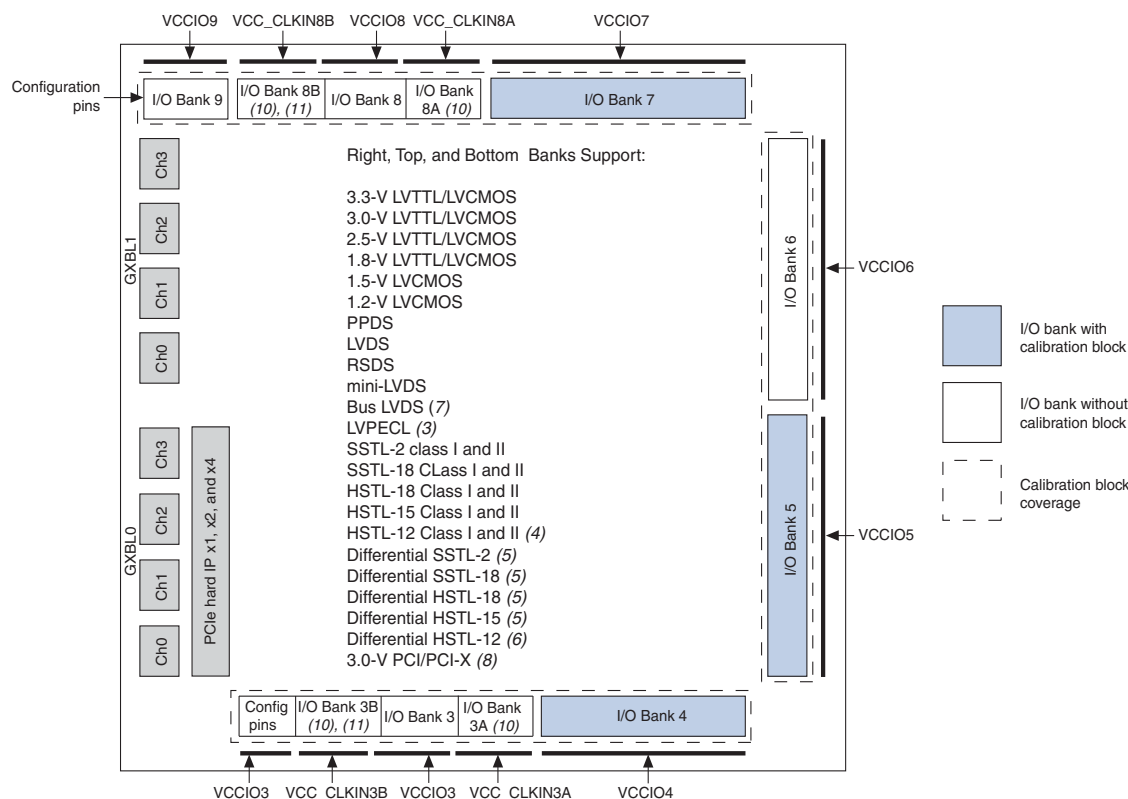 VCCIO9 VCC_CLKIN8B VCCIO8 VCC_CLKIN8A VCCIO7
Configuration
pins
I/O Bank 9
I/O Bank 8B
(10), (11)
I/O Bank 8
I/O Bank
8A (10)
I/O Bank 7
Right, Top, and Bottom Banks Support:
3.3-V LVTTL/LVCMOS
3.0-V LVTTL/LVCMOS
2.5-V LVTTL/LVCMOS
1.8-V LVTTL/LVCMOS
1.5-V LVCMOS
1.2-V LVCMOS
PPDS
LVDS
RSDS
mini-LVDS
Bus LVDS (7)
LVPECL (3)
SSTL-2 class I and II
SSTL-18 CLass I and II
HSTL-18 Class I and II
HSTL-15 Class I and II
HSTL-12 Class I and II (4)
Differential SSTL-2 (5)
Differential SSTL-18 (5)
Differential HSTL-18 (5)
Differential HSTL-15 (5)
Differential HSTL-12 (6)
3.0-V PCI/PCI-X (8)
GXBL1
Ch3
Ch2
Ch1
Ch0
GXBL0
Ch3
Ch2
Ch1
Ch0
PCIe hard IP x1, x2, and x4
I/O Bank 6
VCCIO6
I/O Bank 5
VCCIO5
I/O bank with
calibration block
I/O bank without
calibration block
Calibration block
coverage
Config
pins
I/O Bank 3B
(10), (11)
I/O Bank 3
I/O Bank
3A (10)
I/O Bank 4
VCCIO3 VCC_CLKIN3B VCCIO3 VCC_CLKIN3A VCCIO4